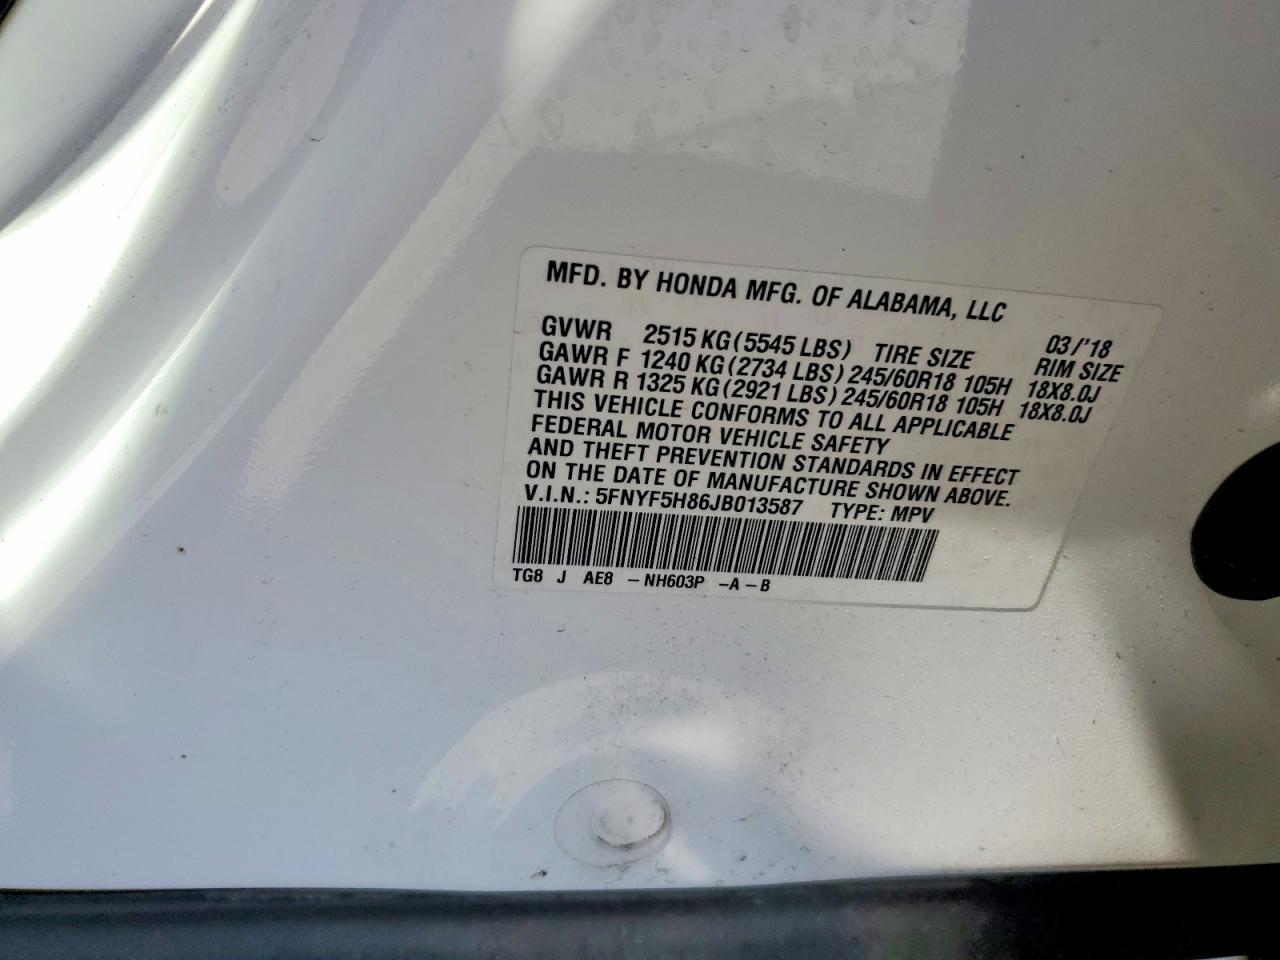 MFD. BY HONDA MFG. OF ALABAMA, LLC
03/'18
GVWR 2515 KG(5545 LBS) TIRE SIZE RIM SIZE
GAWR F 1240 KG(2734 LBS) 245/60R18 105H 18X8.0J
GAWR R 1325 KG(2921 LBS) 245/60R18 105H 18X8.0J
THIS VEHICLE CONFORMS TO ALL APPLICABLE
FEDERAL MOTOR VEHICLE SAFETY
AND THEFT PREVENTION STANDARDS IN EFFECT
ON THE DATE OF MANUFACTURE SHOWN ABOVE.
V.I.N.: 5FNYF5H86JB013587 TYPE: MPV
TG8 J AE8 – NH603P –A – B